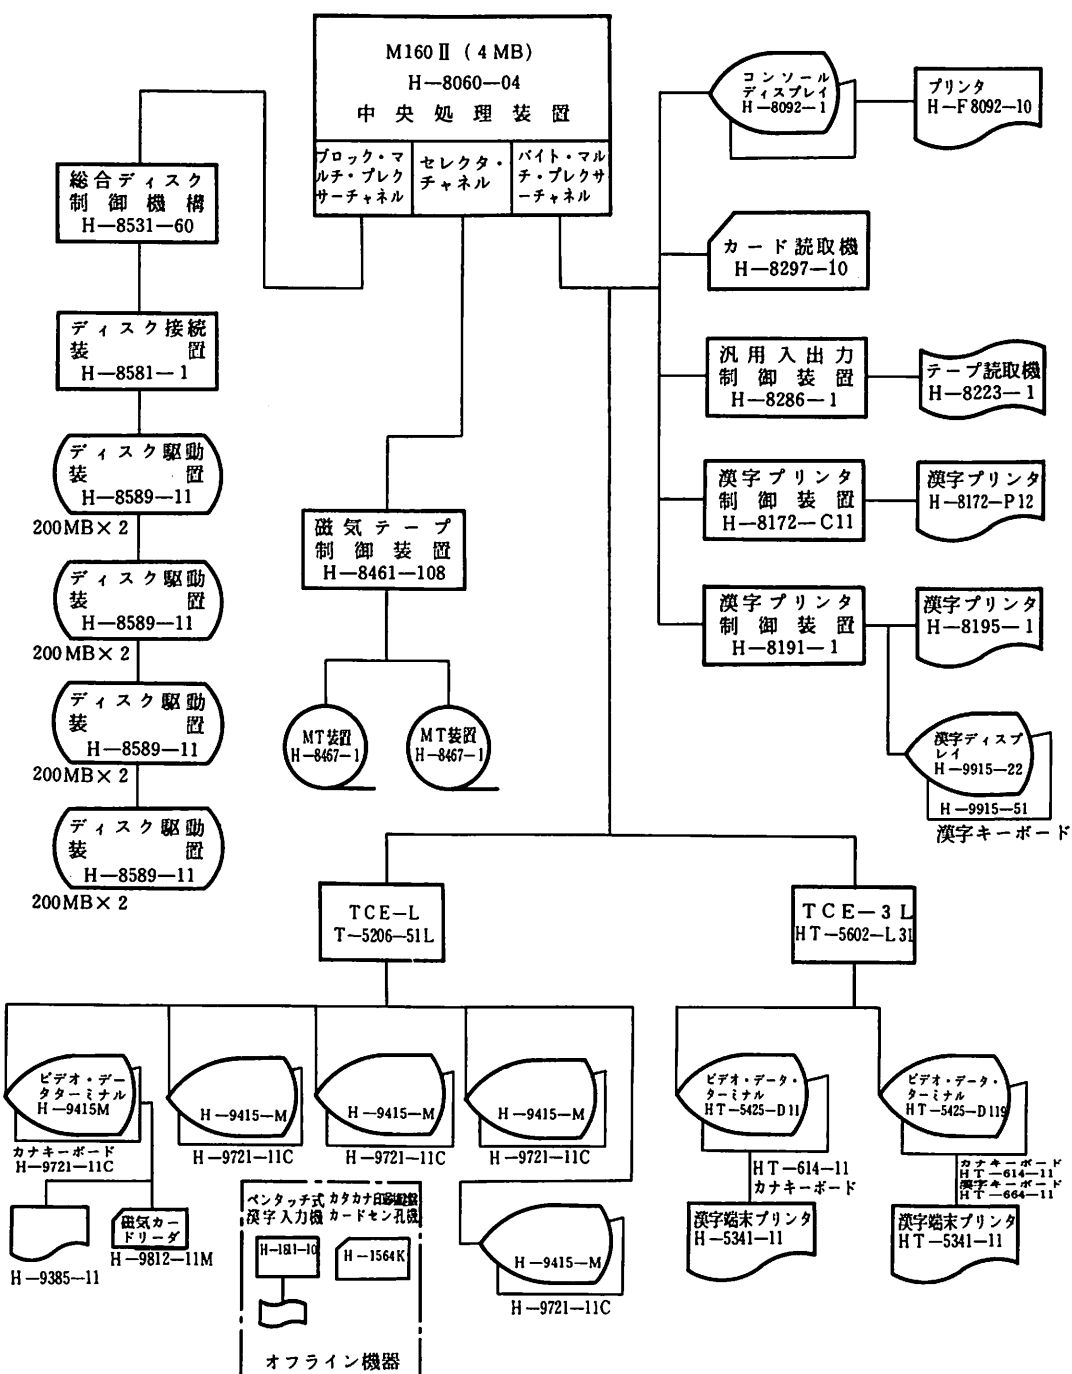 M160Ⅱ(4MB)
H—8060—04
中央処理装置
ブロック・マ
ルチ・プレク
サーチャネル
セレクタ・
チャネル
バイト・マル
チ・プレクサ
ーチャネル
総合ディスク
制御機構
H—8531—60
ディスク接続
装置
H—8581—1
ディスク駆動
装置
H—8589—11
200MB×2
ディスク駆動
装置
H—8589—11
200MB×2
ディスク駆動
装置
H—8589—11
200MB×2
ディスク駆動
装置
H—8589—11
200MB×2
磁気テープ
制御装置
H—8461—108
MT装置
H—8467—1
MT装置
H—8467—1
コンソール
ディスプレイ
H—8092—1
プリンタ
H—F8092—10
カード読取機
H—8297—10
汎用入出力
制御装置
H—8286—1
テープ読取機
H—8223—1
漢字プリンタ
制御装置
H—8172—C11
漢字プリンタ
H—8172—P12
漢字プリンタ
制御装置
H—8191—1
漢字プリンタ
H—8195—1
漢字ディスプ
レイ
H—9915—22
H—9915—51
漢字キーボード
TCE—L
T—5206—51L
TCE—3L
HT—5602—L31
ビデオ・デー
タターミナル
H—9415M
カナキーボード
H—9721—11C
H—9385—11
磁気カー
ドリーダ
H—9812—11M
H—9415—M
H—9721—11C
H—9415—M
H—9721—11C
H—9415—M
H—9721—11C
H—9415—M
H—9721—11C
ペンタッチ式
漢字入力機
H—1811—10
カタカナ印
カードセン孔機
H—1564K
オフライン機器
ビデオ・データ・
ターミナル
HT—5425—D11
HT—614—11
カナキーボード
漢字端末プリンタ
H—5341—11
ビデオ・データ・
ターミナル
HT—5425—D119
カナキーボード
HT—614—11
漢字キーボード
HT—664—11
漢字端末プリンタ
HT—5341—11